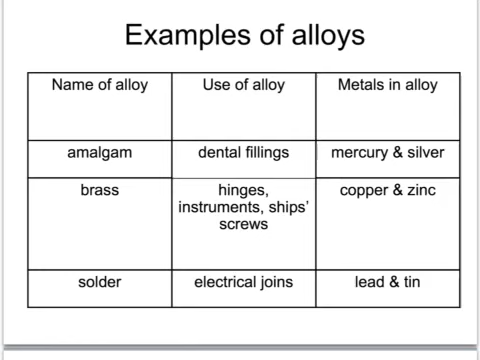 Examples of alloys
Name of alloy Use of alloy Metals in alloy
amalgam dental fillings mercury & silver
brass hinges, copper & zinc
instruments, ships'
screws
solder electrical joins lead & tin